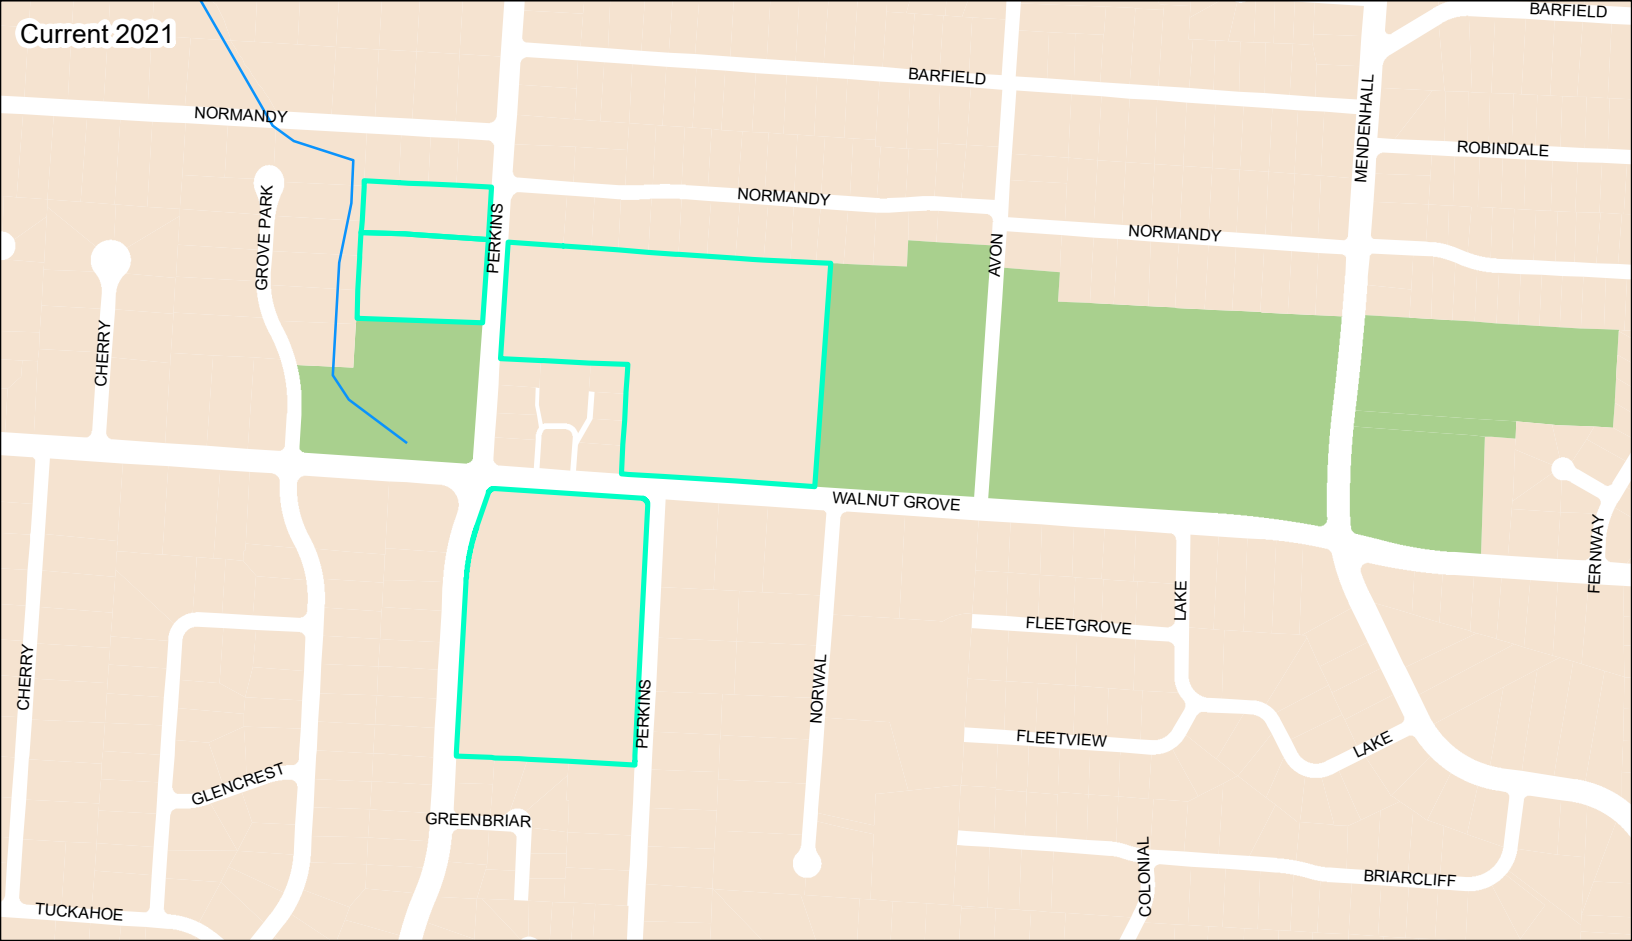 Current 2021
BARFIELD
BARFIELD
NORMANDY
MENDENHALL
ROBINDALE
NORMANDY
GROVE PARK
PERKINS
NORMANDY
AVON
CHERRY
WALNUT GROVE
FERNWAY
LAKE
FLEETGROVE
CHERRY
PERKINS
NORWAL
FLEETVIEW
LAKE
GLENCREST
GREENBRIAR
COLONIAL
BRIARCLIFF
TUCKAHOE